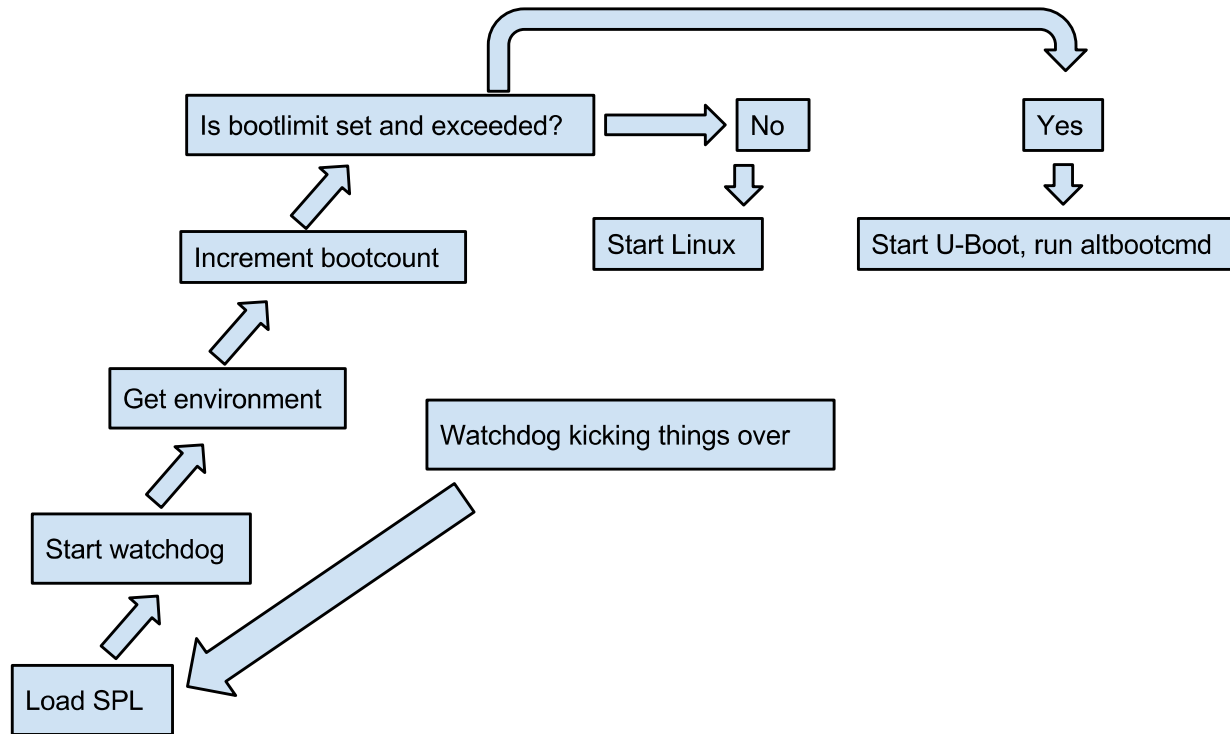 Is bootlimit set and exceeded?
No
Yes
Increment bootcount
Start Linux
Start U-Boot, run altbootcmd
Get environment
Watchdog kicking things over
Start watchdog
Load SPL